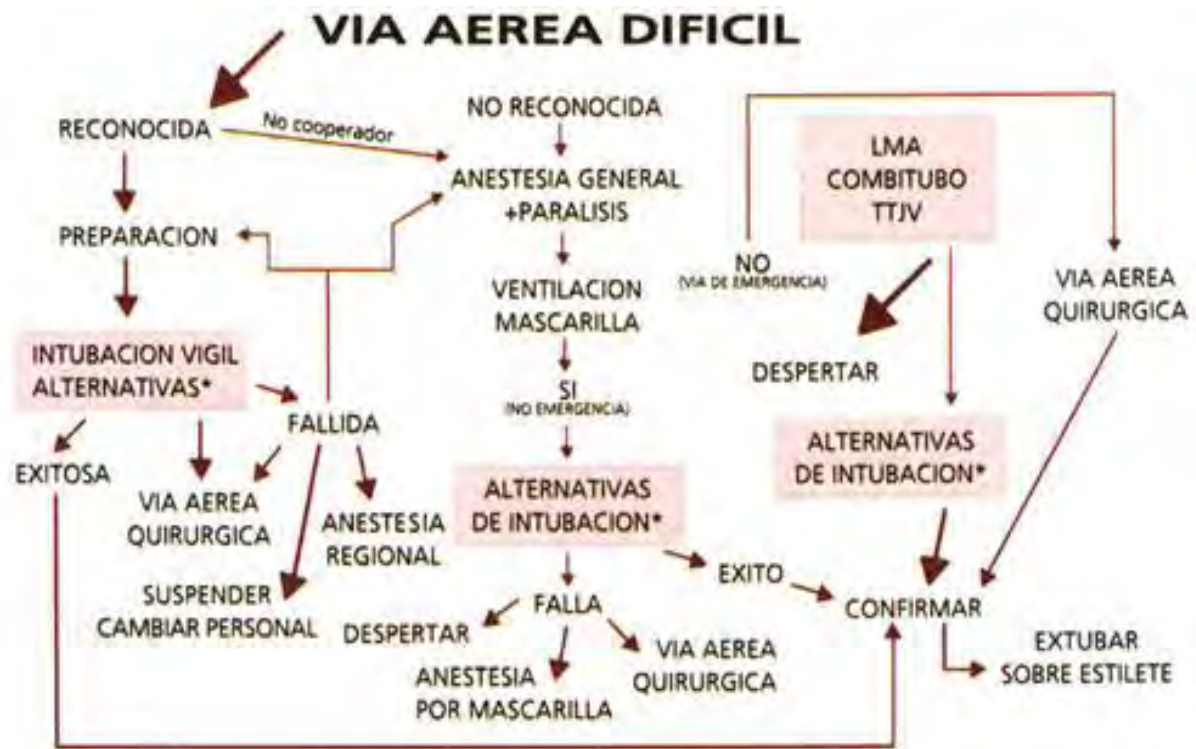 VIA AEREA DIFICIL
RECONOCIDA
No cooperador
PREPARACION
INTUBACION VIGIL
ALTERNATIVAS*
EXITOSA
FALLIDA
VIA AEREA
QUIRURGICA
ANESTESIA
REGIONAL
SUSPENDER
CAMBIAR PERSONAL
NO RECONOCIDA
ANESTESIA GENERAL
+PARALISIS
VENTILACION
MASCARILLA
SI
(NO EMERGENCIA)
ALTERNATIVAS
DE INTUBACION*
EXITO
FALLA
DESPERTAR
ANESTESIA
POR MASCARILLA
VIA AEREA
QUIRURGICA
NO
(VIA DE EMERGENCIA)
LMA
COMBITUBO
TTJV
DESPERTAR
VIA AEREA
QUIRURGICA
ALTERNATIVAS
DE INTUBACION*
CONFIRMAR
EXTUBAR
SOBRE ESTILETE